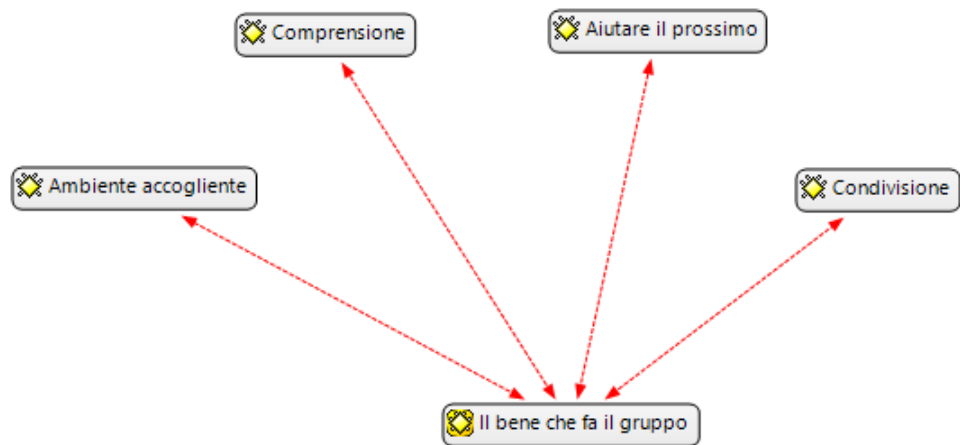 Comprensione
Aiutare il prossimo
Ambiente accogliente
Condivisione
Il bene che fa il gruppo